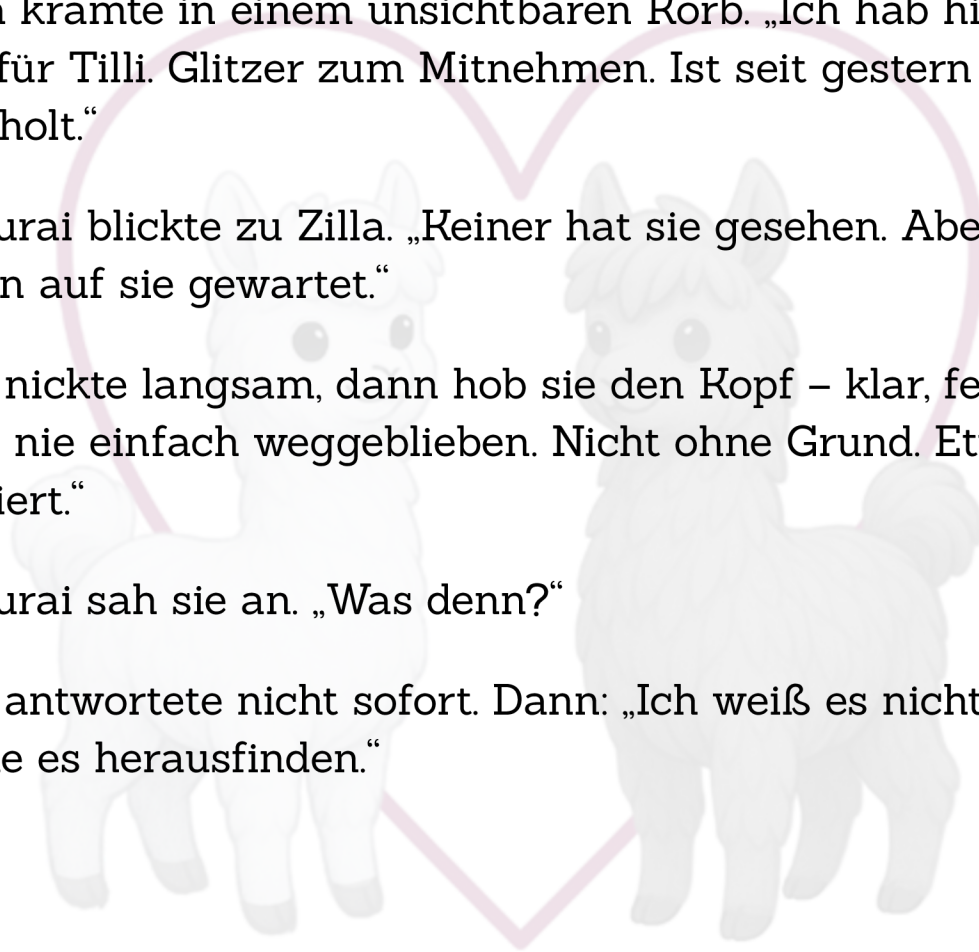 kramte in einem unsichtbaren Korb. „Ich hab hi
für Tilli. Glitzer zum Mitnehmen. Ist seit gestern
holt.“
urai blickte zu Zilla. „Keiner hat sie gesehen. Abe
n auf sie gewartet.“
nickte langsam, dann hob sie den Kopf – klar, fe
nie einfach weggeblieben. Nicht ohne Grund. Et
iert.“
urai sah sie an. „Was denn?“
antwortete nicht sofort. Dann: „Ich weiß es nicht
e es herausfinden.“